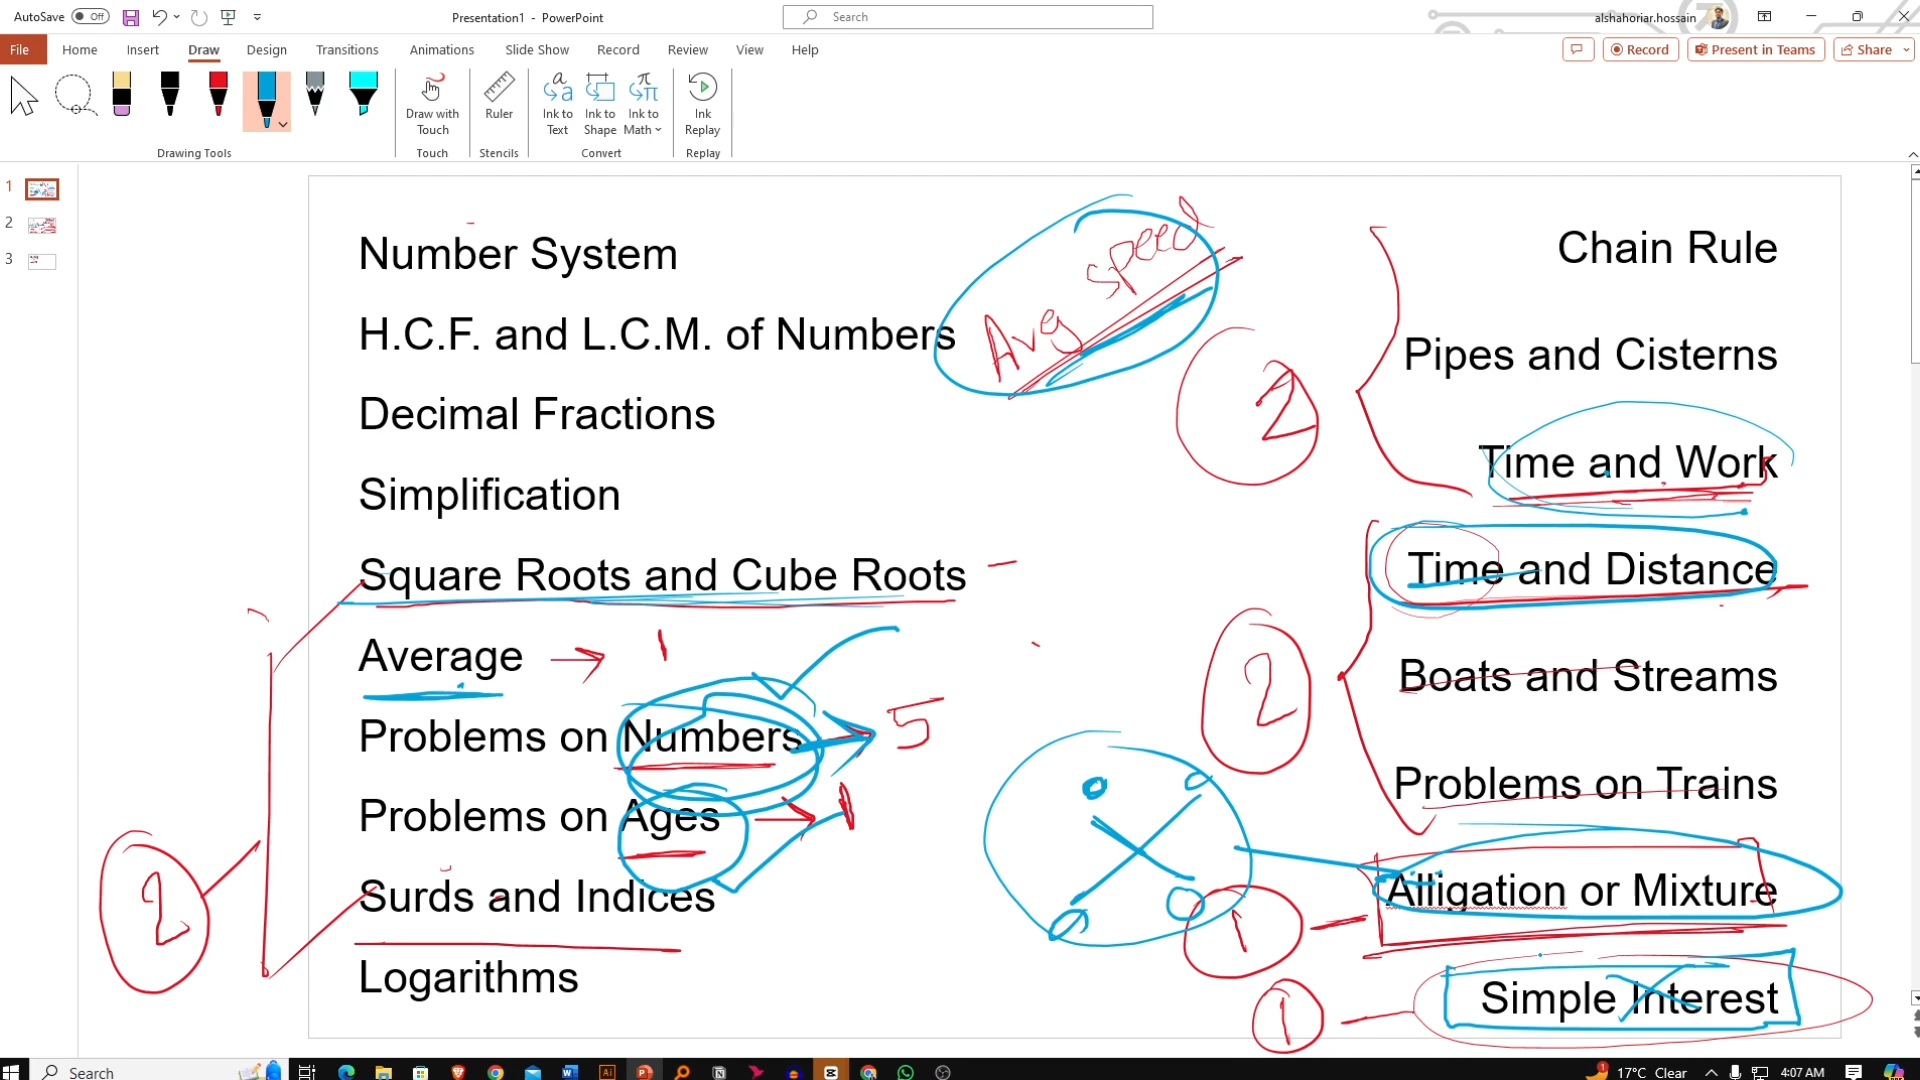 AutoSave Off
Presentation1 - PowerPoint
Search
alshahoriar.hossain
File Home Insert Draw Design Transitions Animations Slide Show Record Review View Help
Record Present in Teams Share
Draw with Touch
Ruler
Ink to Text
Ink to Shape
Ink to Math
Ink Replay
Drawing Tools Touch Stencils Convert Replay
1
2
3
Number System
H.C.F. and L.C.M. of Numbers
Decimal Fractions
Simplification
Square Roots and Cube Roots
Average → 1
Problems on Numbers → 5
Problems on Ages → 1
Surds and Indices
Logarithms
2
Avg speed
2
2
1
1
Chain Rule
Pipes and Cisterns
Time and Work
Time and Distance
Boats and Streams
Problems on Trains
Alligation or Mixture
Simple Interest
Search
17°C Clear
4:07 AM